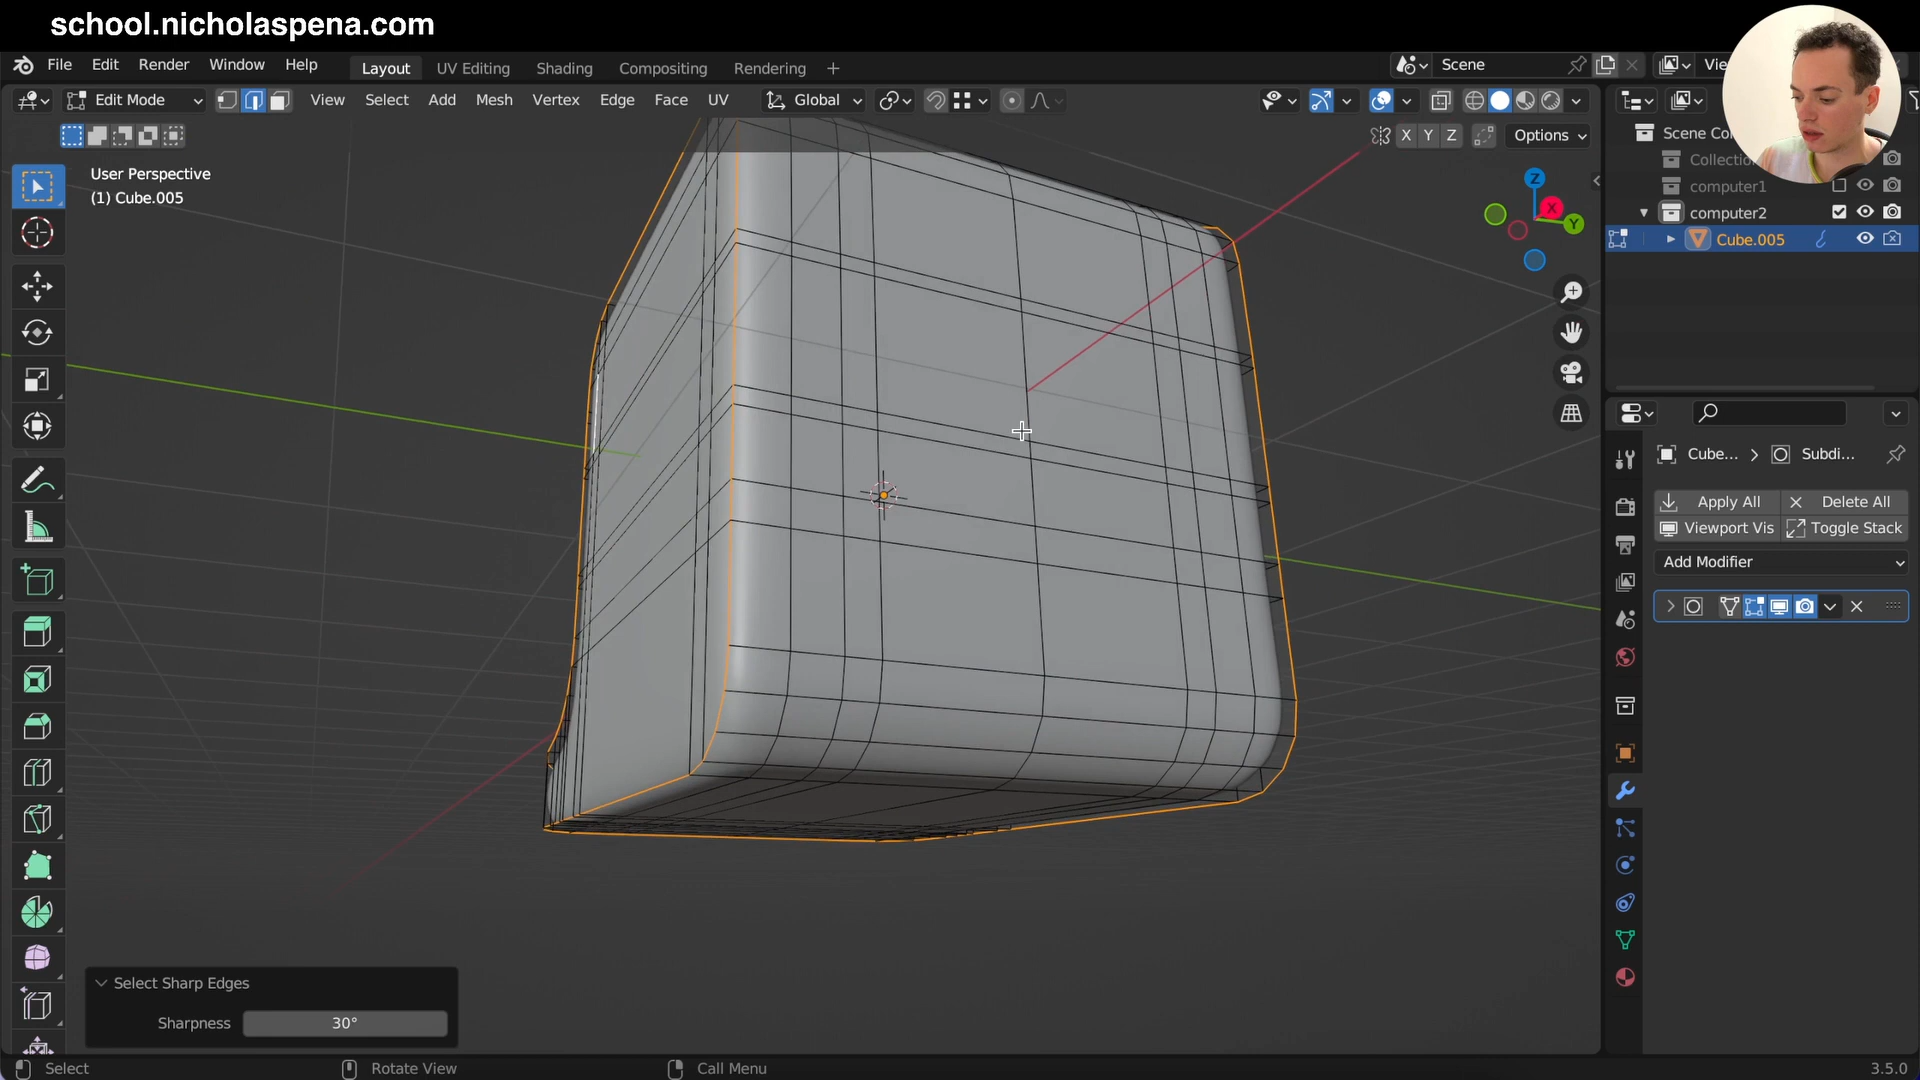 school.nicholaspena.com
File Edit Render Window Help Layout UV Editing Shading Compositing Rendering + Scene
Edit Mode View Select Add Mesh Vertex Edge Face UV Global
X Y Z Options
User Perspective
(1) Cube.005
Z
X
Y
computer1
computer2
Cube.005
Cube... > Subdi...
Apply All Delete All
Viewport Vis Toggle Stack
Add Modifier
Select Sharp Edges
Sharpness 30°
Select Rotate View Call Menu 3.5.0